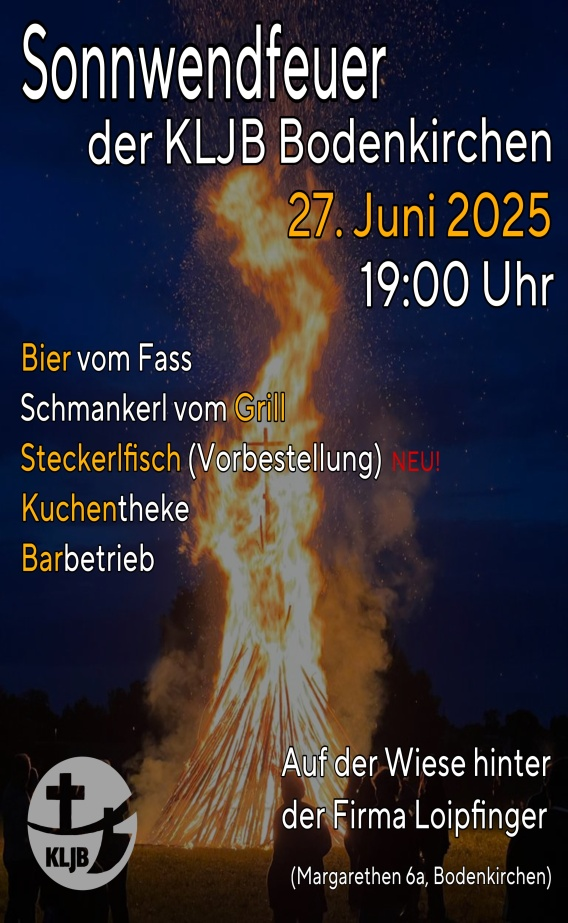 Sonnwendfeuer
der KLJB Bodenkirchen
27. Juni 2025
19:00 Uhr
Bier vom Fass
Schmankerl vom Grill
Steckerlfisch (Vorbestellung) NEU!
Kuchentheke
Barbetrieb
Auf der Wiese hinter
der Firma Loipfinger
(Margarethen 6a, Bodenkirchen)
KLJB